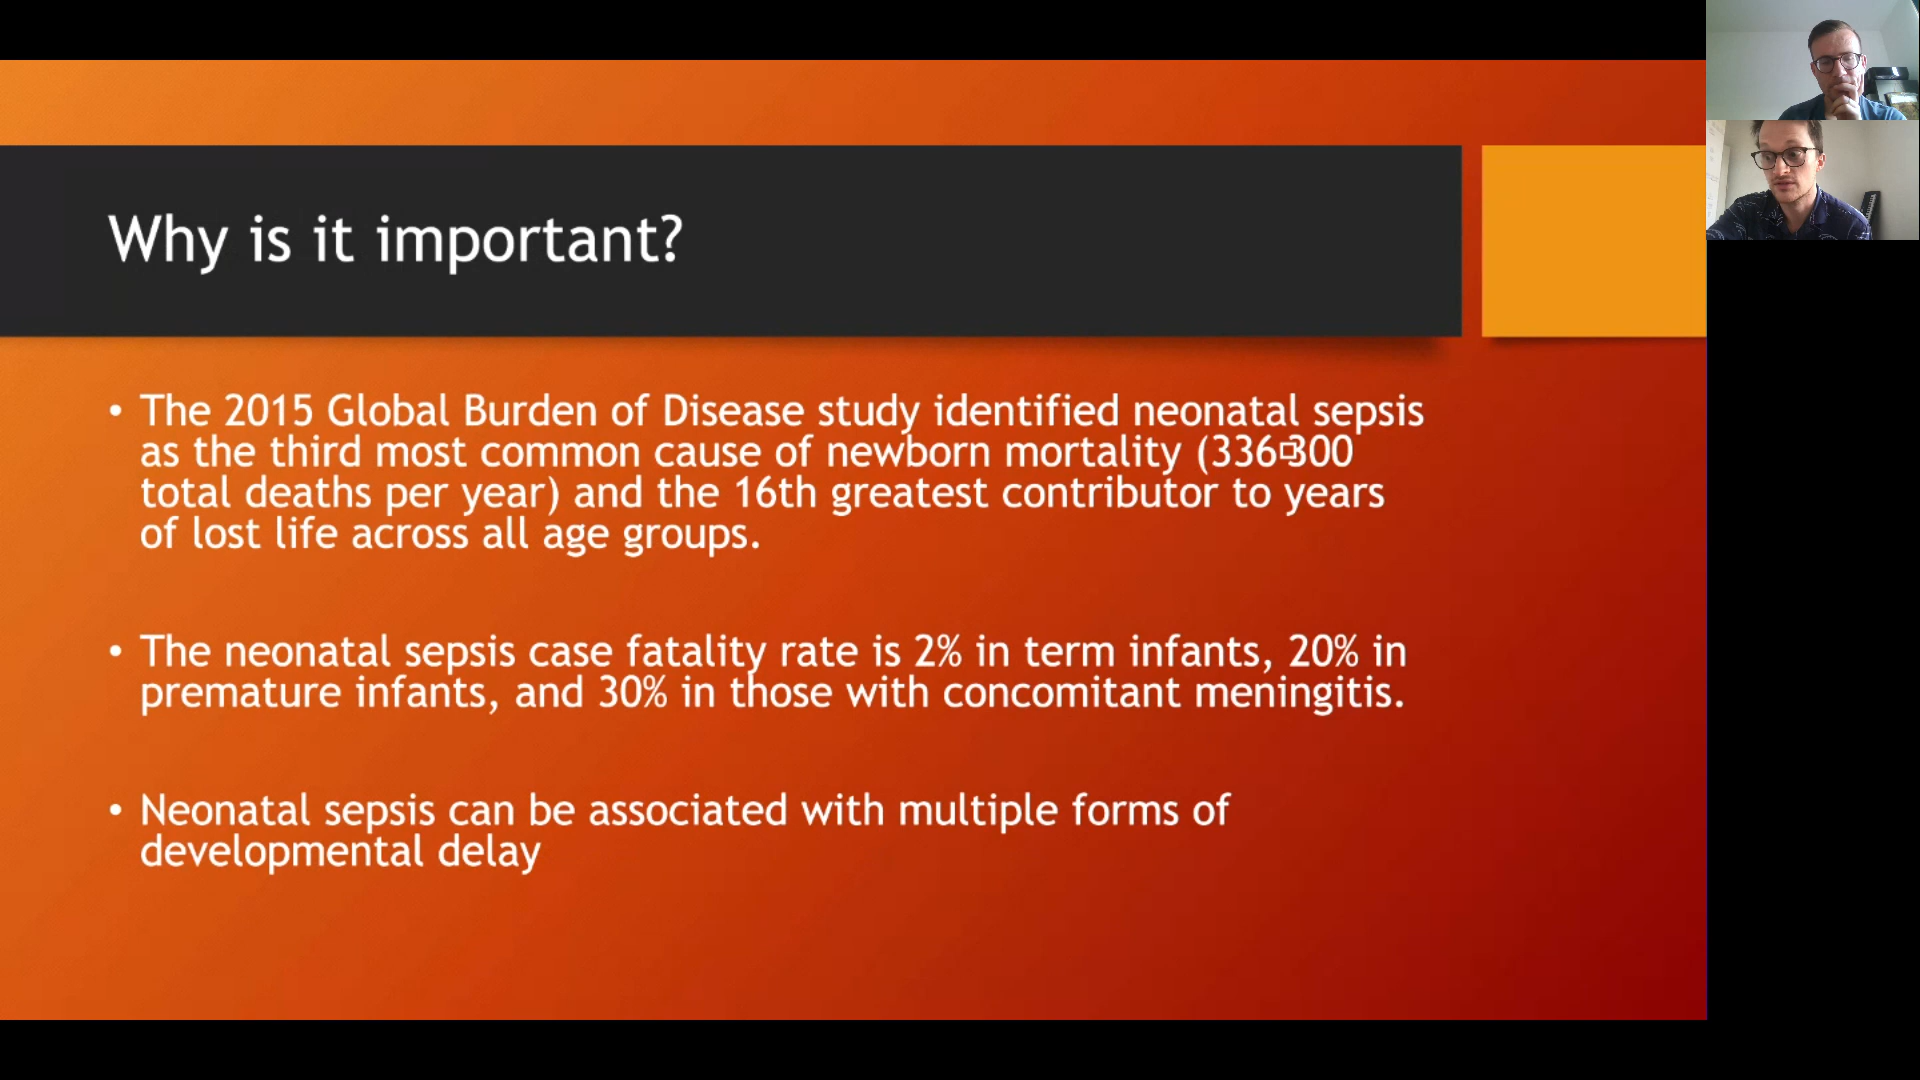 Why is it important?
• The 2015 Global Burden of Disease study identified neonatal sepsis
as the third most common cause of newborn mortality (336 300
total deaths per year) and the 16th greatest contributor to years
of lost life across all age groups.
• The neonatal sepsis case fatality rate is 2% in term infants, 20% in
premature infants, and 30% in those with concomitant meningitis.
• Neonatal sepsis can be associated with multiple forms of
developmental delay